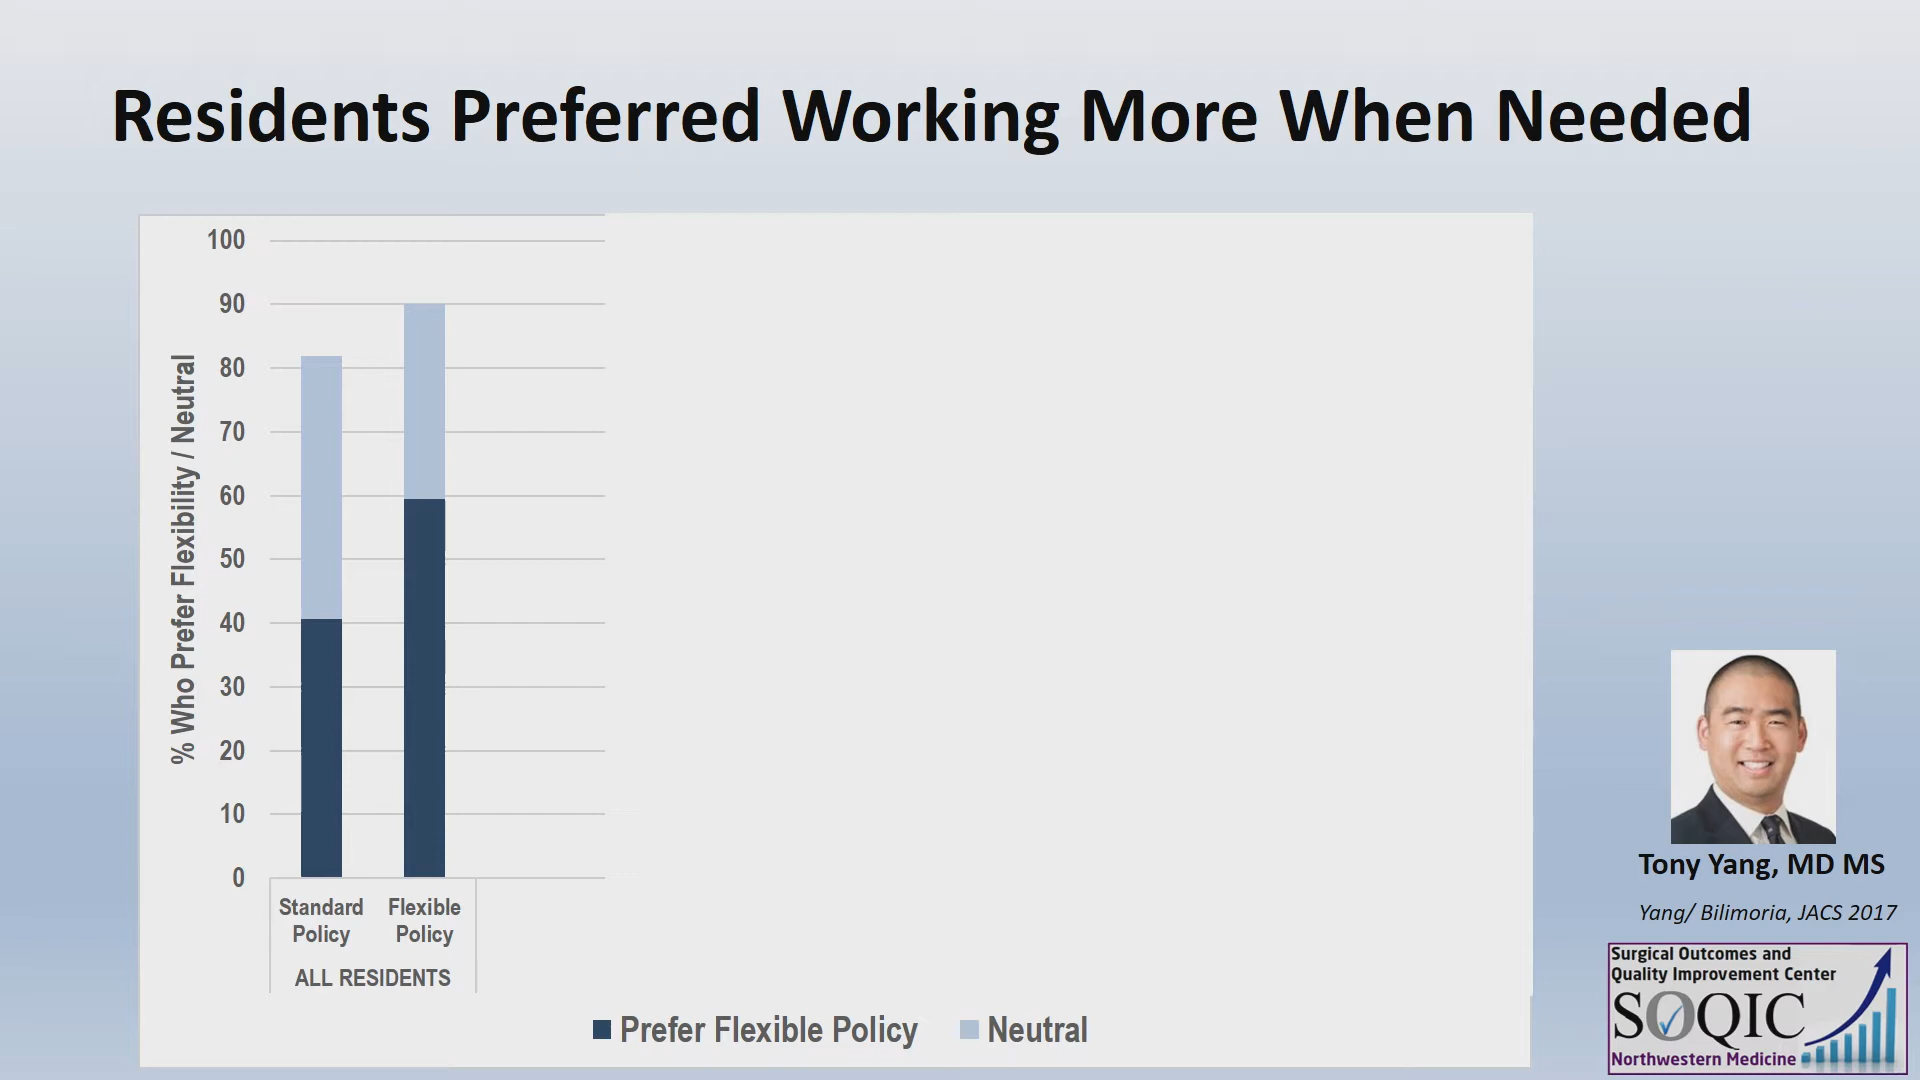 Residents Preferred Working More When Needed
% Who Prefer Flexibility / Neutral
100
90
80
70
60
50
40
30
20
10
0
Standard Policy
Flexible Policy
ALL RESIDENTS
Prefer Flexible Policy
Neutral
Tony Yang, MD MS
Yang/ Bilimoria, JACS 2017
Surgical Outcomes and
Quality Improvement Center
SOQIC
Northwestern Medicine